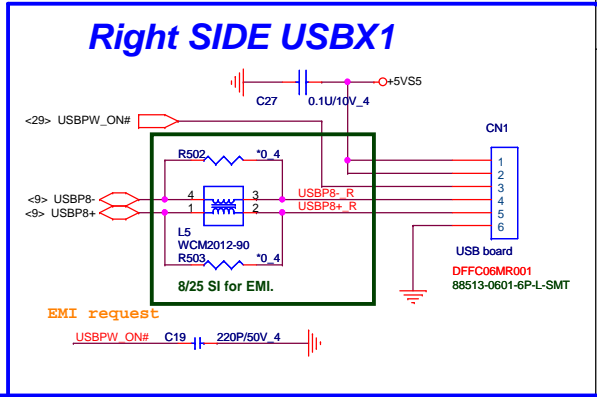 Right SIDE USBX1
+5VS5
C27 0.1U/10V_4
<29> USBPW_ON#
CN1
R502 *0_4
1
2
3
4
5
6
<9> USBP8- 4 3 USBP8-_R
<9> USBP8+ 1 2 USBP8+_R
L5
WCM2012-90
R503 *0_4
USB board
DFFC06MR001
88513-0601-6P-L-SMT
8/25 SI for EMI.
EMI request
USBPW_ON# C19 220P/50V_4